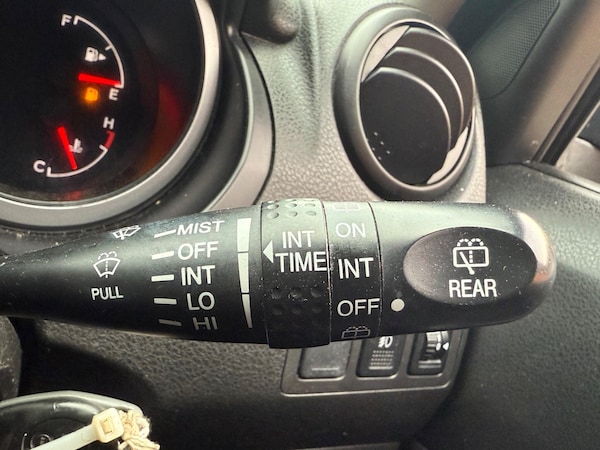 F
E
H
C
MIST
OFF
INT
LO
HI
PULL
INT
TIME
ON
INT
OFF
REAR